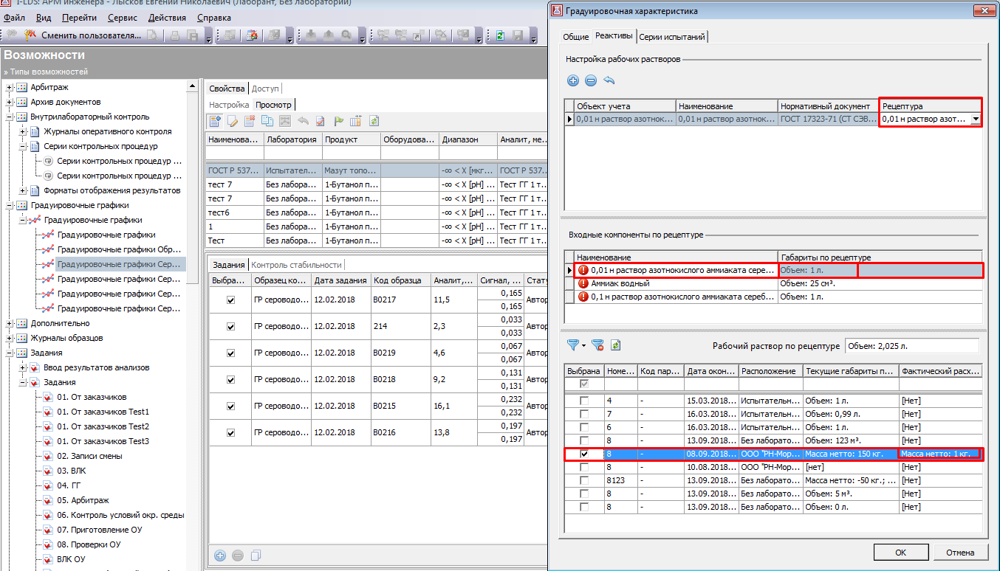 I-LDS: АРМ инженера - Лысков Евгений Николаевич (Лаборант, Без лаборатории)
Файл Вид Перейти Сервис Действия Справка
Сменить пользователя...
Возможности
» Типы возможностей
Арбитраж
Архив документов
Внутрилабораторный контроль
Журналы оперативного контроля
Серии контрольных процедур
Серии контрольных процедур ...
Серии контрольных процедур ...
Форматы отображения результатов
Градуировочные графики
Градуировочные графики
Градуировочные графики
Градуировочные графики Обр...
Градуировочные графики Сер...
Градуировочные графики Сер...
Градуировочные графики Сер...
Градуировочные графики Сер...
Дополнительно
Журналы образцов
Задания
Ввод результатов анализов
Задания
01. От заказчиков
01. От заказчиков Test1
01. От заказчиков Test2
01. От заказчиков Test3
02. Записи смены
03. ВЛК
04. ГГ
05. Арбитраж
06. Контроль условий окр. среды
07. Приготовление ОУ
08. Проверки ОУ
ВЛК ОУ
Свойства Доступ
Настройка Просмотр
Наименова... Лаборатория Продукт Оборудова... Диапазон Аналит, ме...
ГОСТ Р 537... Испытател... Мазут топо... -∞ < X [мкг... ГОСТ Р 537...
тест 7 Без лабора... 1-Бутанол п... -∞ < X [pH] ... Тест ГГ 1 т...
тест 7 Без лабора... 1-Бутанол п... -∞ < X [pH] ... Тест ГГ 1 т...
тест6 Без лабора... 1-Бутанол п... -∞ < X [pH] ... Тест ГГ 1 т...
1 Без лабора... 1-Бутанол п... -∞ < X [pH] ... Тест ГГ 1 т...
Тест Без лабора... 1-Бутанол п... -∞ < X [pH] ... Тест ГГ 1 т...
Задания Контроль стабильности
Выбра... Образец ко... Дата задания Код образца Аналит,... Сигнал, ... Стату
ГР сероводо... 12.02.2018 B0217 11,5 0,165 Автор
0,165
ГР сероводо... 12.02.2018 214 2,3 0,033 Автор
0,033
ГР сероводо... 12.02.2018 B0219 4,6 0,067 Автор
0,067
ГР сероводо... 12.02.2018 B0218 9,2 0,131 Автор
0,131
ГР сероводо... 12.02.2018 B0215 16,1 0,232 Автор
0,232
ГР сероводо... 12.02.2018 B0216 13,8 0,197 Автор
0,197
Градуировочная характеристика
Общие Реактивы Серии испытаний
Настройка рабочих растворов
Объект учета Наименование Нормативный документ Рецептура
0,01 н раствор азотнок... 0,01 н раствор азотнок... ГОСТ 17323-71 (СТ СЭВ... 0,01 н раствор азот...
Входные компоненты по рецептуре
Наименование Габариты по рецептуре
0,01 н раствор азотнокислого аммиаката сере... Объем: 1 л.
Аммиак водный Объем: 25 см³.
0,1 н раствор азотнокислого аммиаката сереб... Объем: 1 л.
Рабочий раствор по рецептуре Объем: 2,025 л.
Выбрана Номе... Код пар... Дата окон... Расположение Текущие габариты п... Фактический расх...
4 - 15.03.2018... Испытательн... Объем: 1 л. [Нет]
7 - 16.03.2018... Испытательн... Объем: 0,99 л. [Нет]
6 - 16.03.2018... Испытательн... Объем: 1 л. [Нет]
8 - 13.09.2018... Без лаборато... Объем: 123 м³. [Нет]
8 - 08.09.2018... ООО "РН-Мор... Масса нетто: 150 кг. Масса нетто: 1 кг.
8 - 10.08.2018... ООО "РН-Мор... [нет] [Нет]
8123 - 13.09.2018... Без лаборато... Масса нетто: -50 кг.; ... [Нет]
8 - 13.09.2018... Без лаборато... Объем: 5 м³. [Нет]
8 - 13.09.2018... Без лаборато... Объем: 0 л. [Нет]
OK Отмена